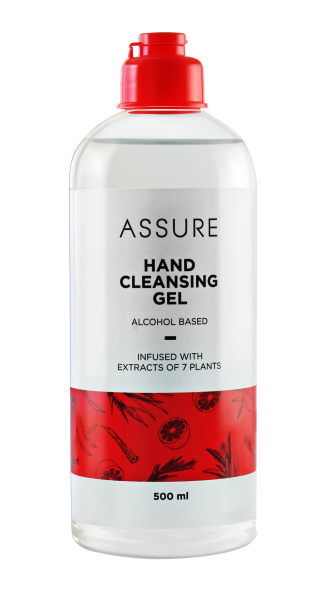 ASSURE
HAND
CLEANSING
GEL
ALCOHOL BASED
INFUSED WITH
EXTRACTS OF 7 PLANTS
500 ml